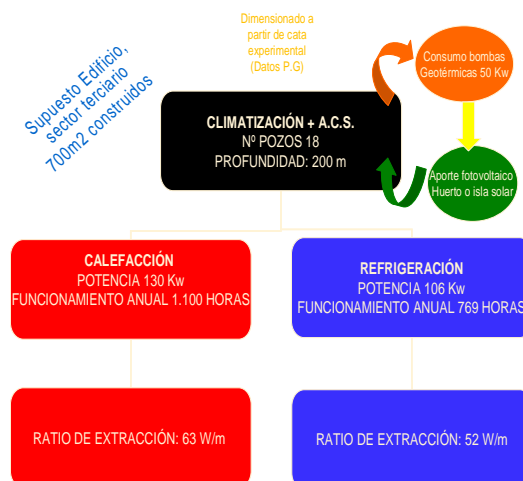 Supuesto Edificio,
sector terciario
700m2 construidos
Dimensionado a
partir de cata
experimental
(Datos P.G)
Consumo bombas
Geotérmicas 50 Kw
CLIMATIZACIÓN + A.C.S.
Nº POZOS 18
PROFUNDIDAD: 200 m
Aporte fotovoltaico
Huerto o isla solar
CALEFACCIÓN
POTENCIA 130 Kw
FUNCIONAMIENTO ANUAL 1.100 HORAS
REFRIGERACIÓN
POTENCIA 106 Kw
FUNCIONAMIENTO ANUAL 769 HORAS
RATIO DE EXTRACCIÓN: 63 W/m
RATIO DE EXTRACCIÓN: 52 W/m